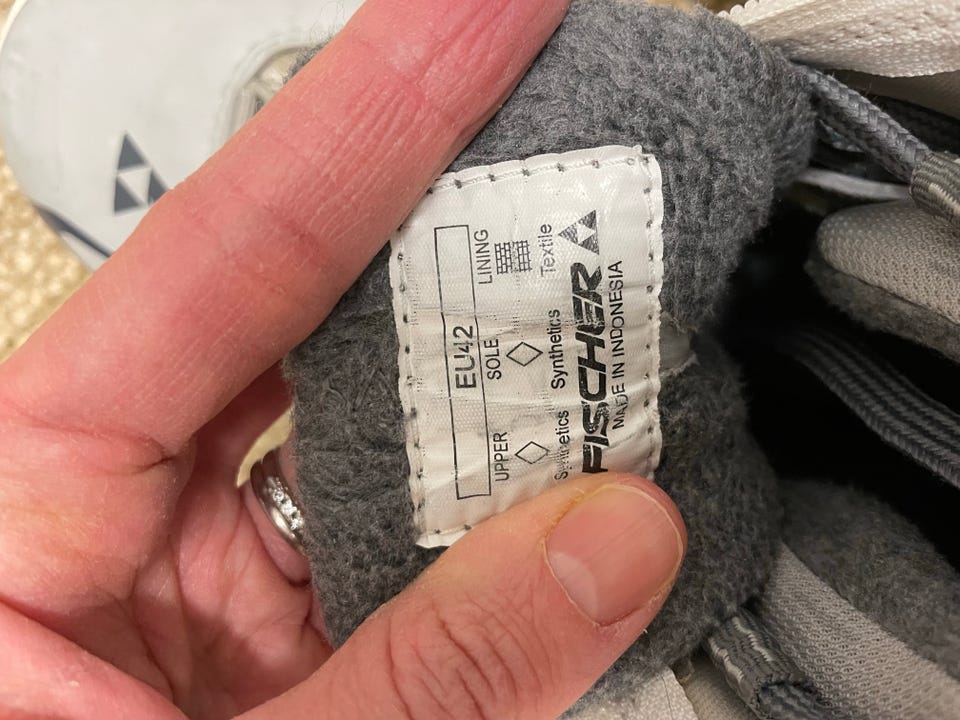 EU42
UPPER SOLE LINING
Synthetics Synthetics Textile
FISCHER
MADE IN INDONESIA